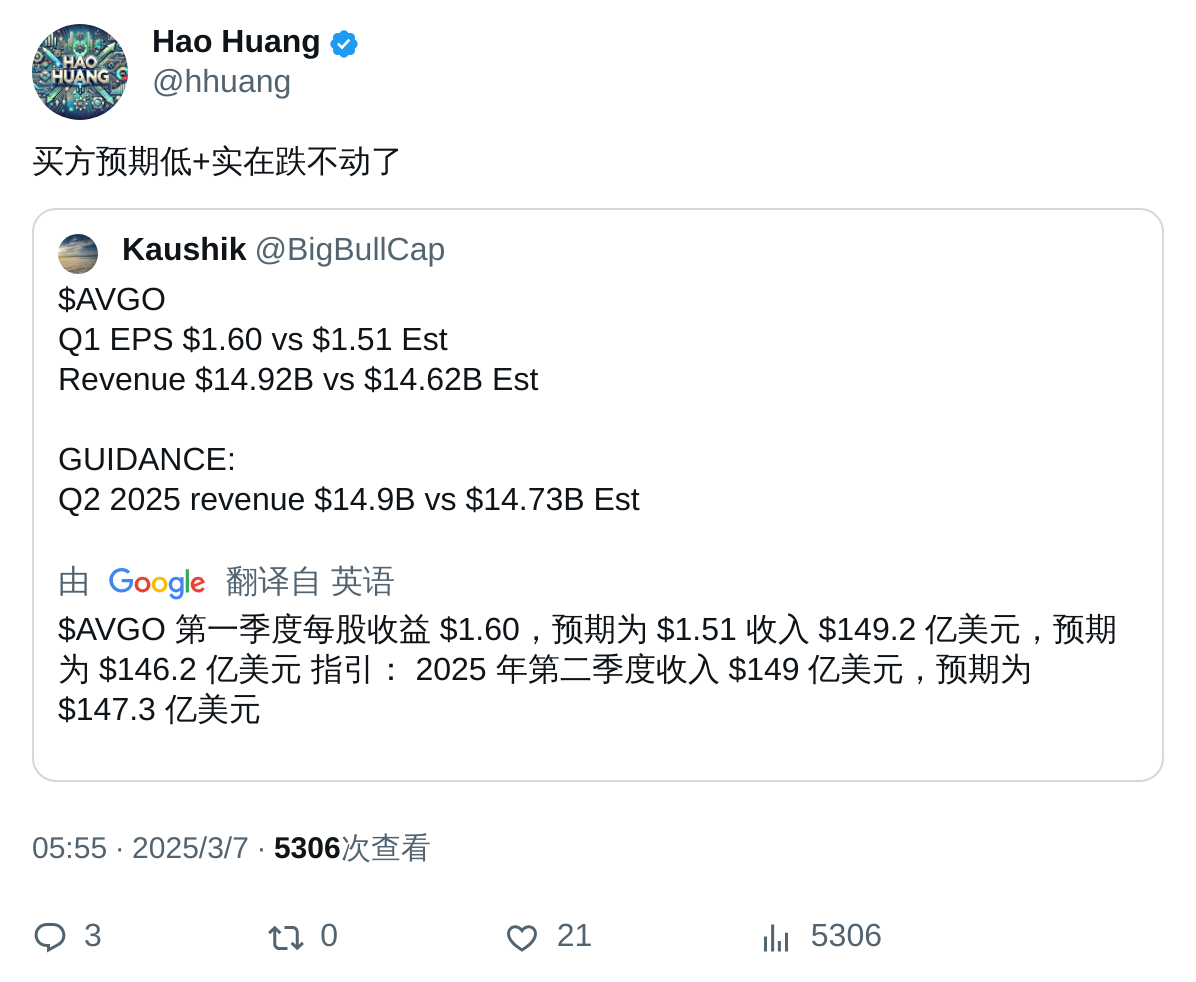 HAO
HUANG
Hao Huang
@hhuang
买方预期低+实在跌不动了
Kaushik @BigBullCap
$AVGO
Q1 EPS $1.60 vs $1.51 Est
Revenue $14.92B vs $14.62B Est
GUIDANCE:
Q2 2025 revenue $14.9B vs $14.73B Est
由 Google 翻译自 英语
$AVGO 第一季度每股收益 $1.60，预期为 $1.51 收入 $149.2 亿美元，预期
为 $146.2 亿美元 指引： 2025 年第二季度收入 $149 亿美元，预期为
$147.3 亿美元
05:55 · 2025/3/7 · 5306次查看
3 0 21 5306